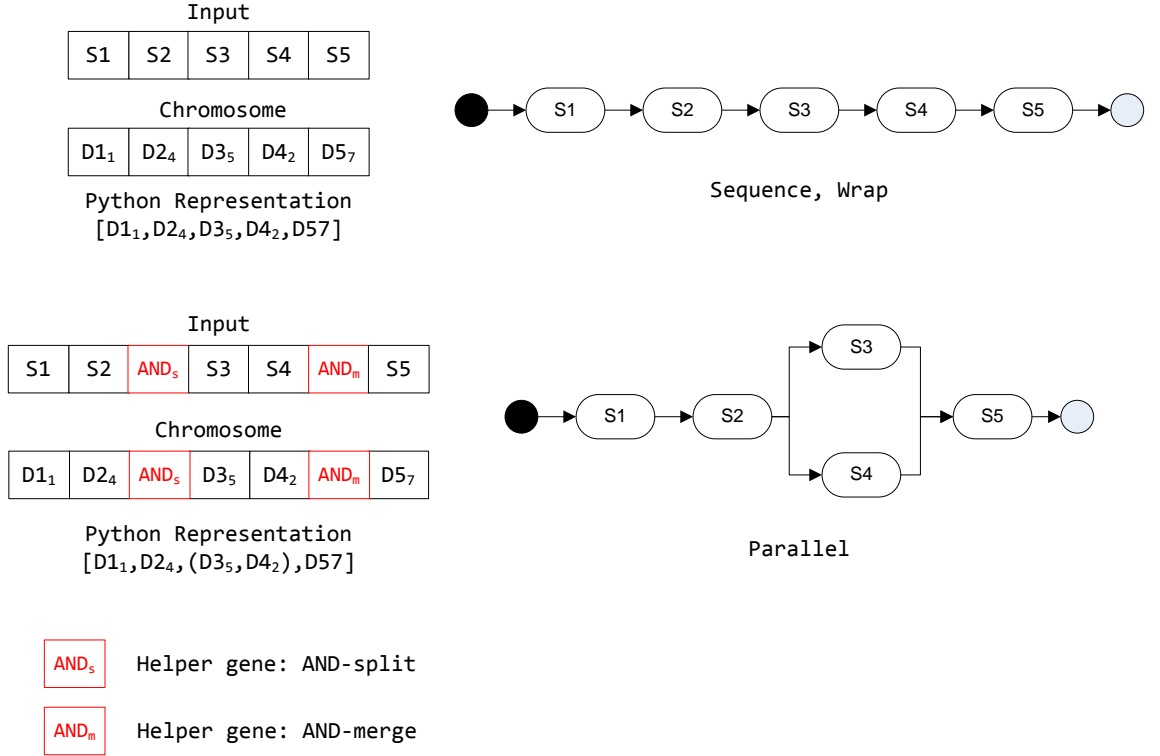 Input
S1 S2 S3 S4 S5
Chromosome
D1₁ D2₄ D3₅ D4₂ D5₇
Python Representation
[D1₁,D2₄,D3₅,D4₂,D57]
S1 S2 S3 S4 S5
Sequence, Wrap
Input
S1 S2 ANDₛ S3 S4 ANDₘ S5
Chromosome
D1₁ D2₄ ANDₛ D3₅ D4₂ ANDₘ D5₇
Python Representation
[D1₁,D2₄,(D3₅,D4₂),D57]
S3
S1 S2 S5
S4
Parallel
ANDₛ Helper gene: AND-split
ANDₘ Helper gene: AND-merge